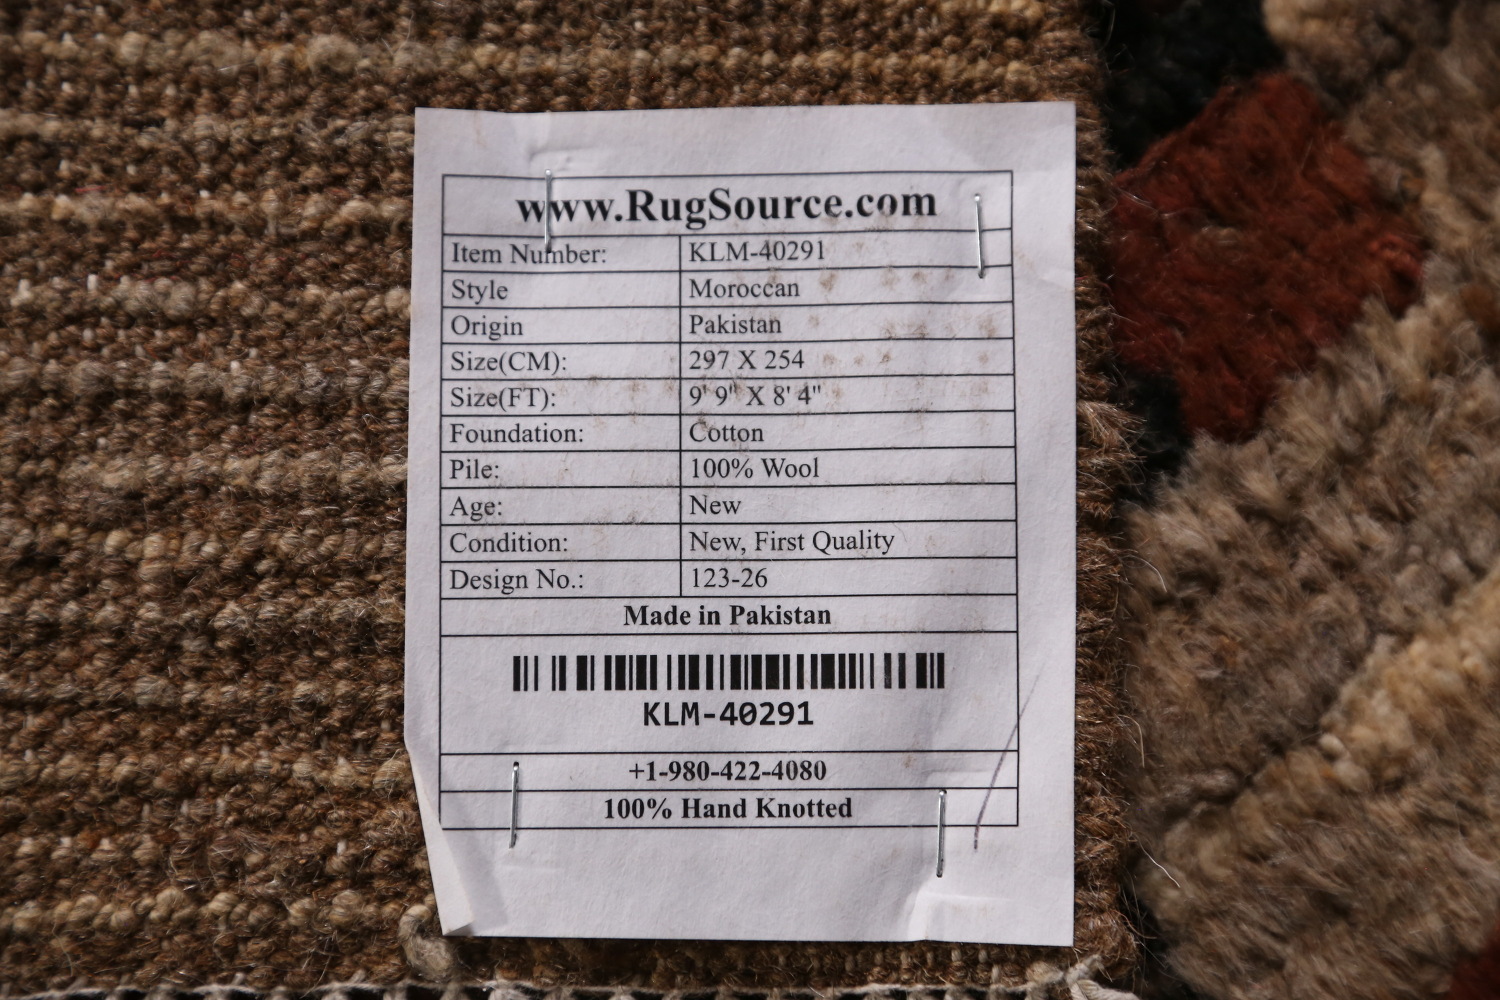 www.RugSource.com
Item Number: KLM-40291
Style Moroccan
Origin Pakistan
Size(CM): 297 X 254
Size(FT): 9' 9" X 8' 4"
Foundation: Cotton
Pile: 100% Wool
Age: New
Condition: New, First Quality
Design No.: 123-26
Made in Pakistan
KLM-40291
+1-980-422-4080
100% Hand Knotted